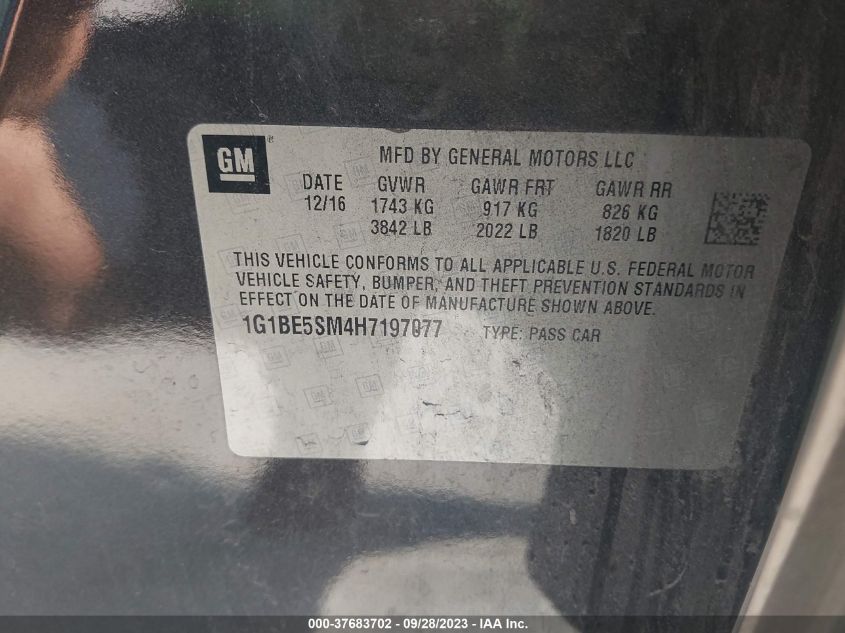 GM
®
MFD BY GENERAL MOTORS LLC
DATE GVWR GAWR FRT GAWR RR
12/16 1743 KG 917 KG 826 KG
3842 LB 2022 LB 1820 LB
THIS VEHICLE CONFORMS TO ALL APPLICABLE U.S. FEDERAL MOTOR
VEHICLE SAFETY, BUMPER, AND THEFT PREVENTION STANDARDS IN
EFFECT ON THE DATE OF MANUFACTURE SHOWN ABOVE.
1G1BE5SM4H7197077 TYPE: PASS CAR
000-37683702 - 09/28/2023 - IAA Inc.